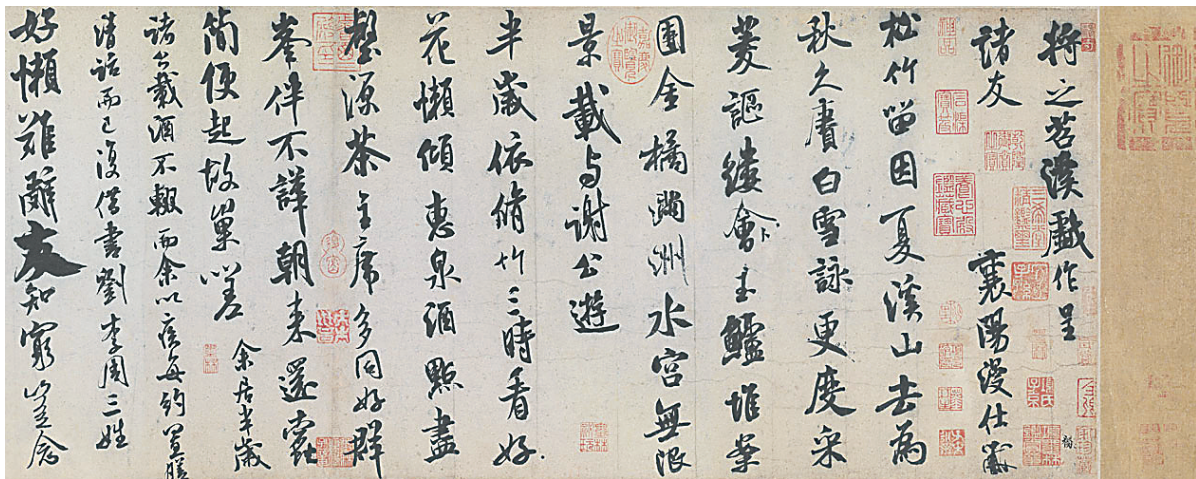 將之苕溪戲作呈
諸友
襄陽漫仕黻
松竹留因夏溪山去為
秋久賡白雪詠更度采
菱謳縷會玉鱸堆案
團金橘滿洲水宮無限
景載与謝公遊
半歲依脩竹三時看好
花懶傾惠泉酒點盡
壑源茶主席多同好群
峯伴不譁朝來還蠹
簡便起故巢嗟
余居半歲
諸公載酒不輟而余以疾每約置膳
清話而已復借書劉李周三姓
好懶難辭友知窮豈念